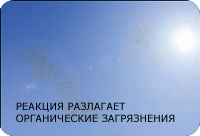 РЕАКЦИЯ РАЗЛАГАЕТ
ОРГАНИЧЕСКИЕ ЗАГРЯЗНЕНИЯ